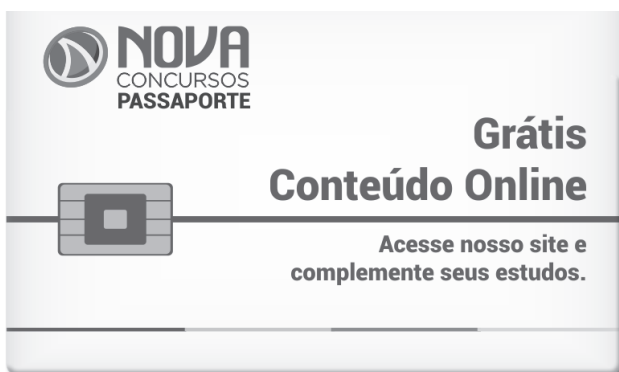 NOVA
CONCURSOS
PASSAPORTE
Grátis
Conteúdo Online
Acesse nosso site e
complemente seus estudos.